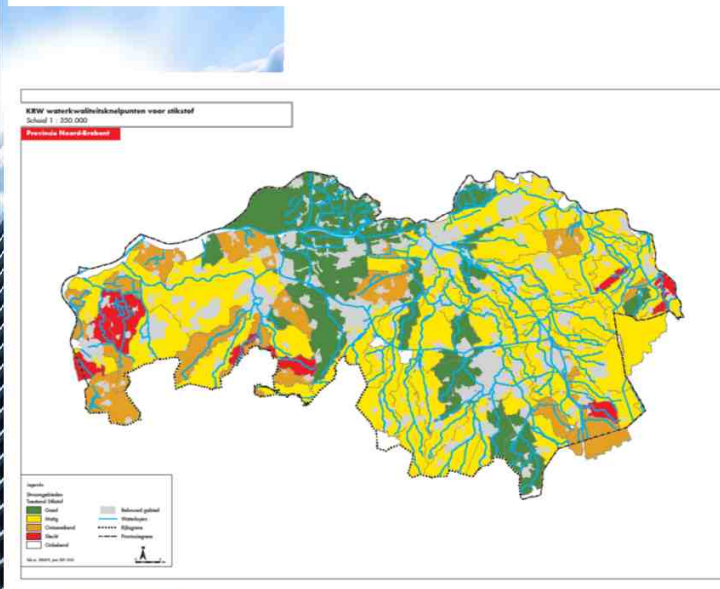 KRW waterkwaliteitsknelpunten voor stikstof
Schaal 1 : 250.000
Provincie Noord-Brabant
Legenda
Stroomgebieden
Toestand Stikstof
Goed
Matig
Ontoereikend
Slecht
Onbekend
Bebouwd gebied
Waterlopen
Rijksgrens
Provinciegrens